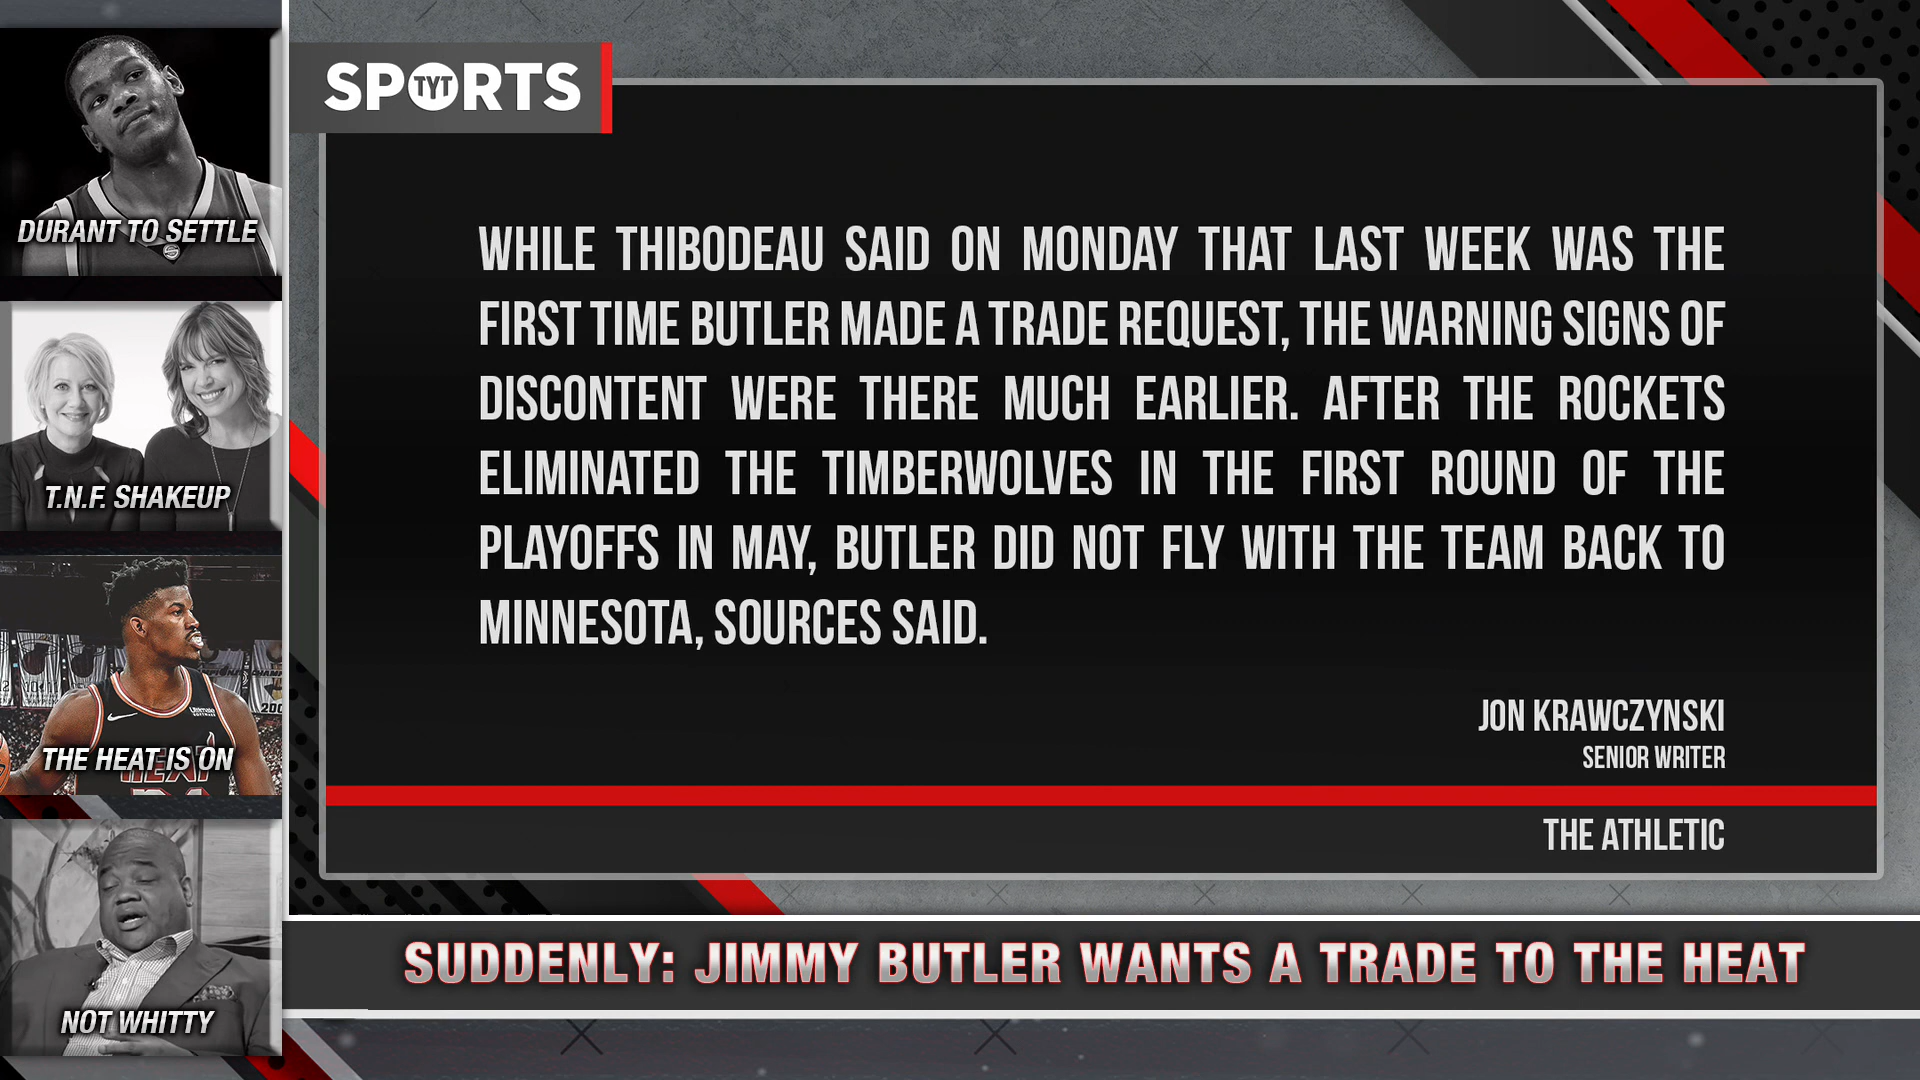 SPORTS
TYT
DURANT TO SETTLE
T.N.F. SHAKEUP
THE HEAT IS ON
HEAT
NOT WHITTY
WHILE THIBODEAU SAID ON MONDAY THAT LAST WEEK WAS THE
FIRST TIME BUTLER MADE A TRADE REQUEST, THE WARNING SIGNS OF
DISCONTENT WERE THERE MUCH EARLIER. AFTER THE ROCKETS
ELIMINATED THE TIMBERWOLVES IN THE FIRST ROUND OF THE
PLAYOFFS IN MAY, BUTLER DID NOT FLY WITH THE TEAM BACK TO
MINNESOTA, SOURCES SAID.
JON KRAWCZYNSKI
SENIOR WRITER
THE ATHLETIC
SUDDENLY: JIMMY BUTLER WANTS A TRADE TO THE HEAT